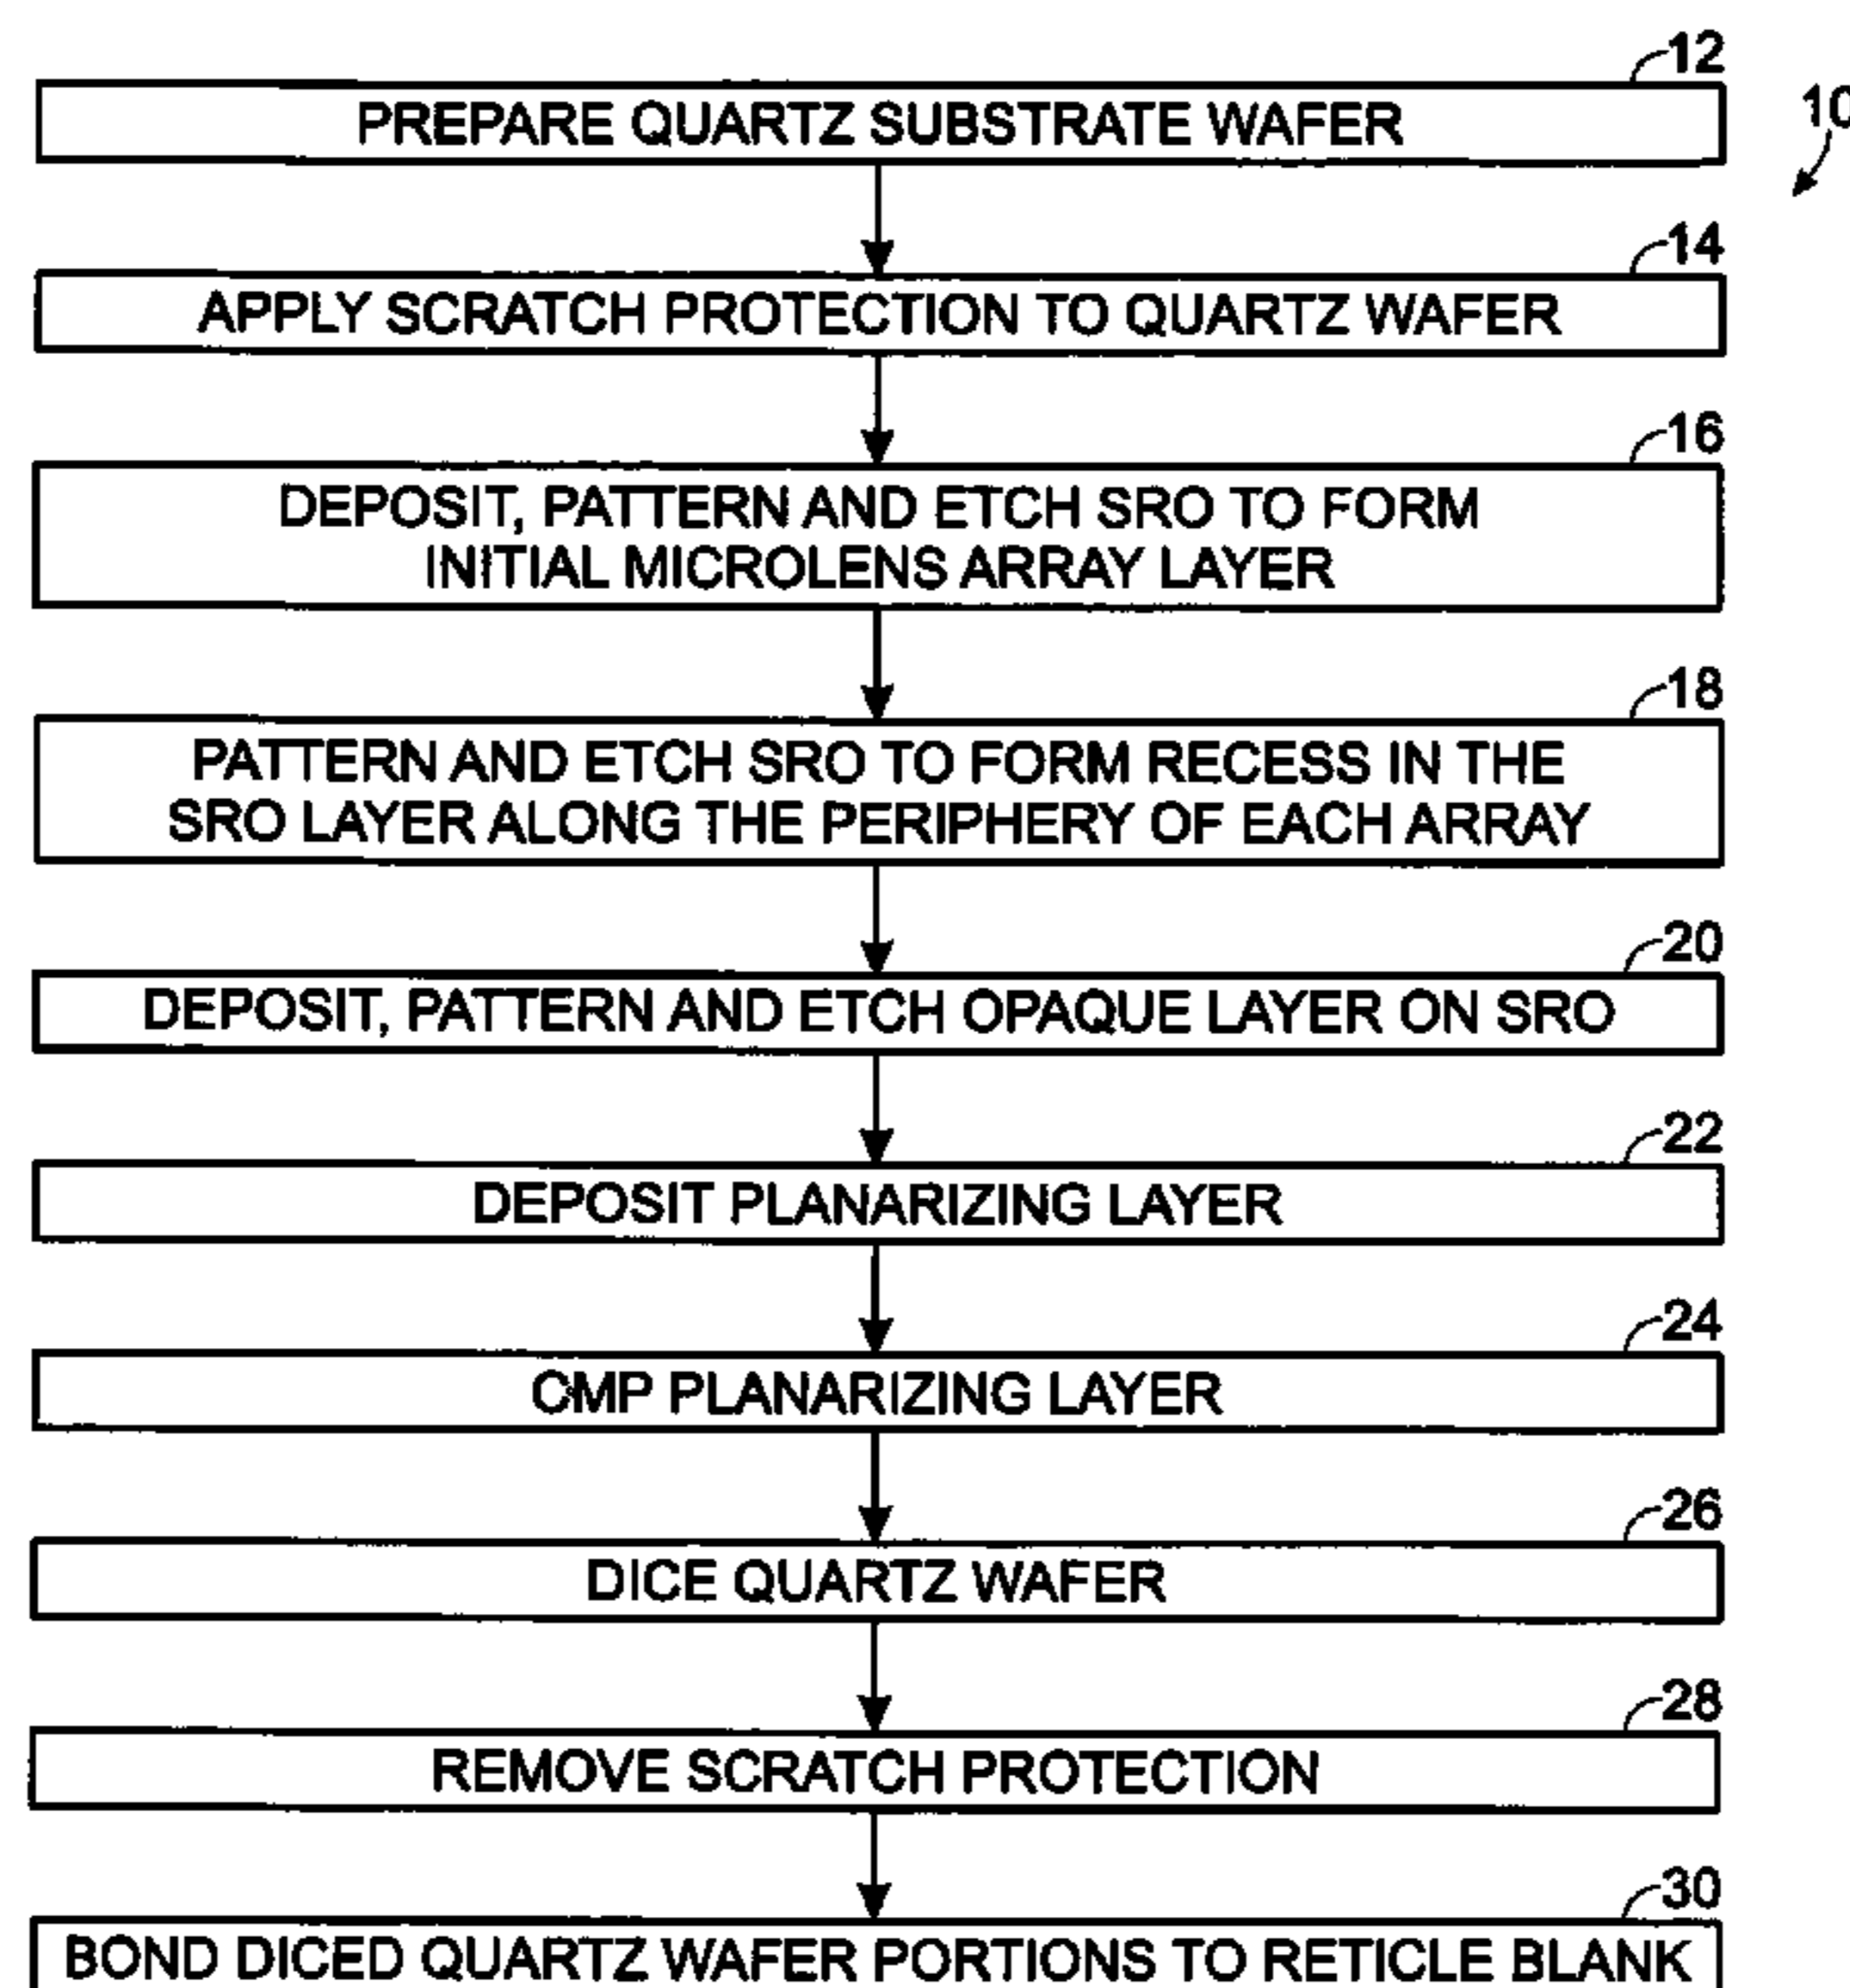 12
PREPARE QUARTZ SUBSTRATE WAFER
10
14
APPLY SCRATCH PROTECTION TO QUARTZ WAFER
16
DEPOSIT, PATTERN AND ETCH SRO TO FORM
INITIAL MICROLENS ARRAY LAYER
18
PATTERN AND ETCH SRO TO FORM RECESS IN THE
SRO LAYER ALONG THE PERIPHERY OF EACH ARRAY
20
DEPOSIT, PATTERN AND ETCH OPAQUE LAYER ON SRO
22
DEPOSIT PLANARIZING LAYER
24
CMP PLANARIZING LAYER
26
DICE QUARTZ WAFER
28
REMOVE SCRATCH PROTECTION
30
BOND DICED QUARTZ WAFER PORTIONS TO RETICLE BLANK